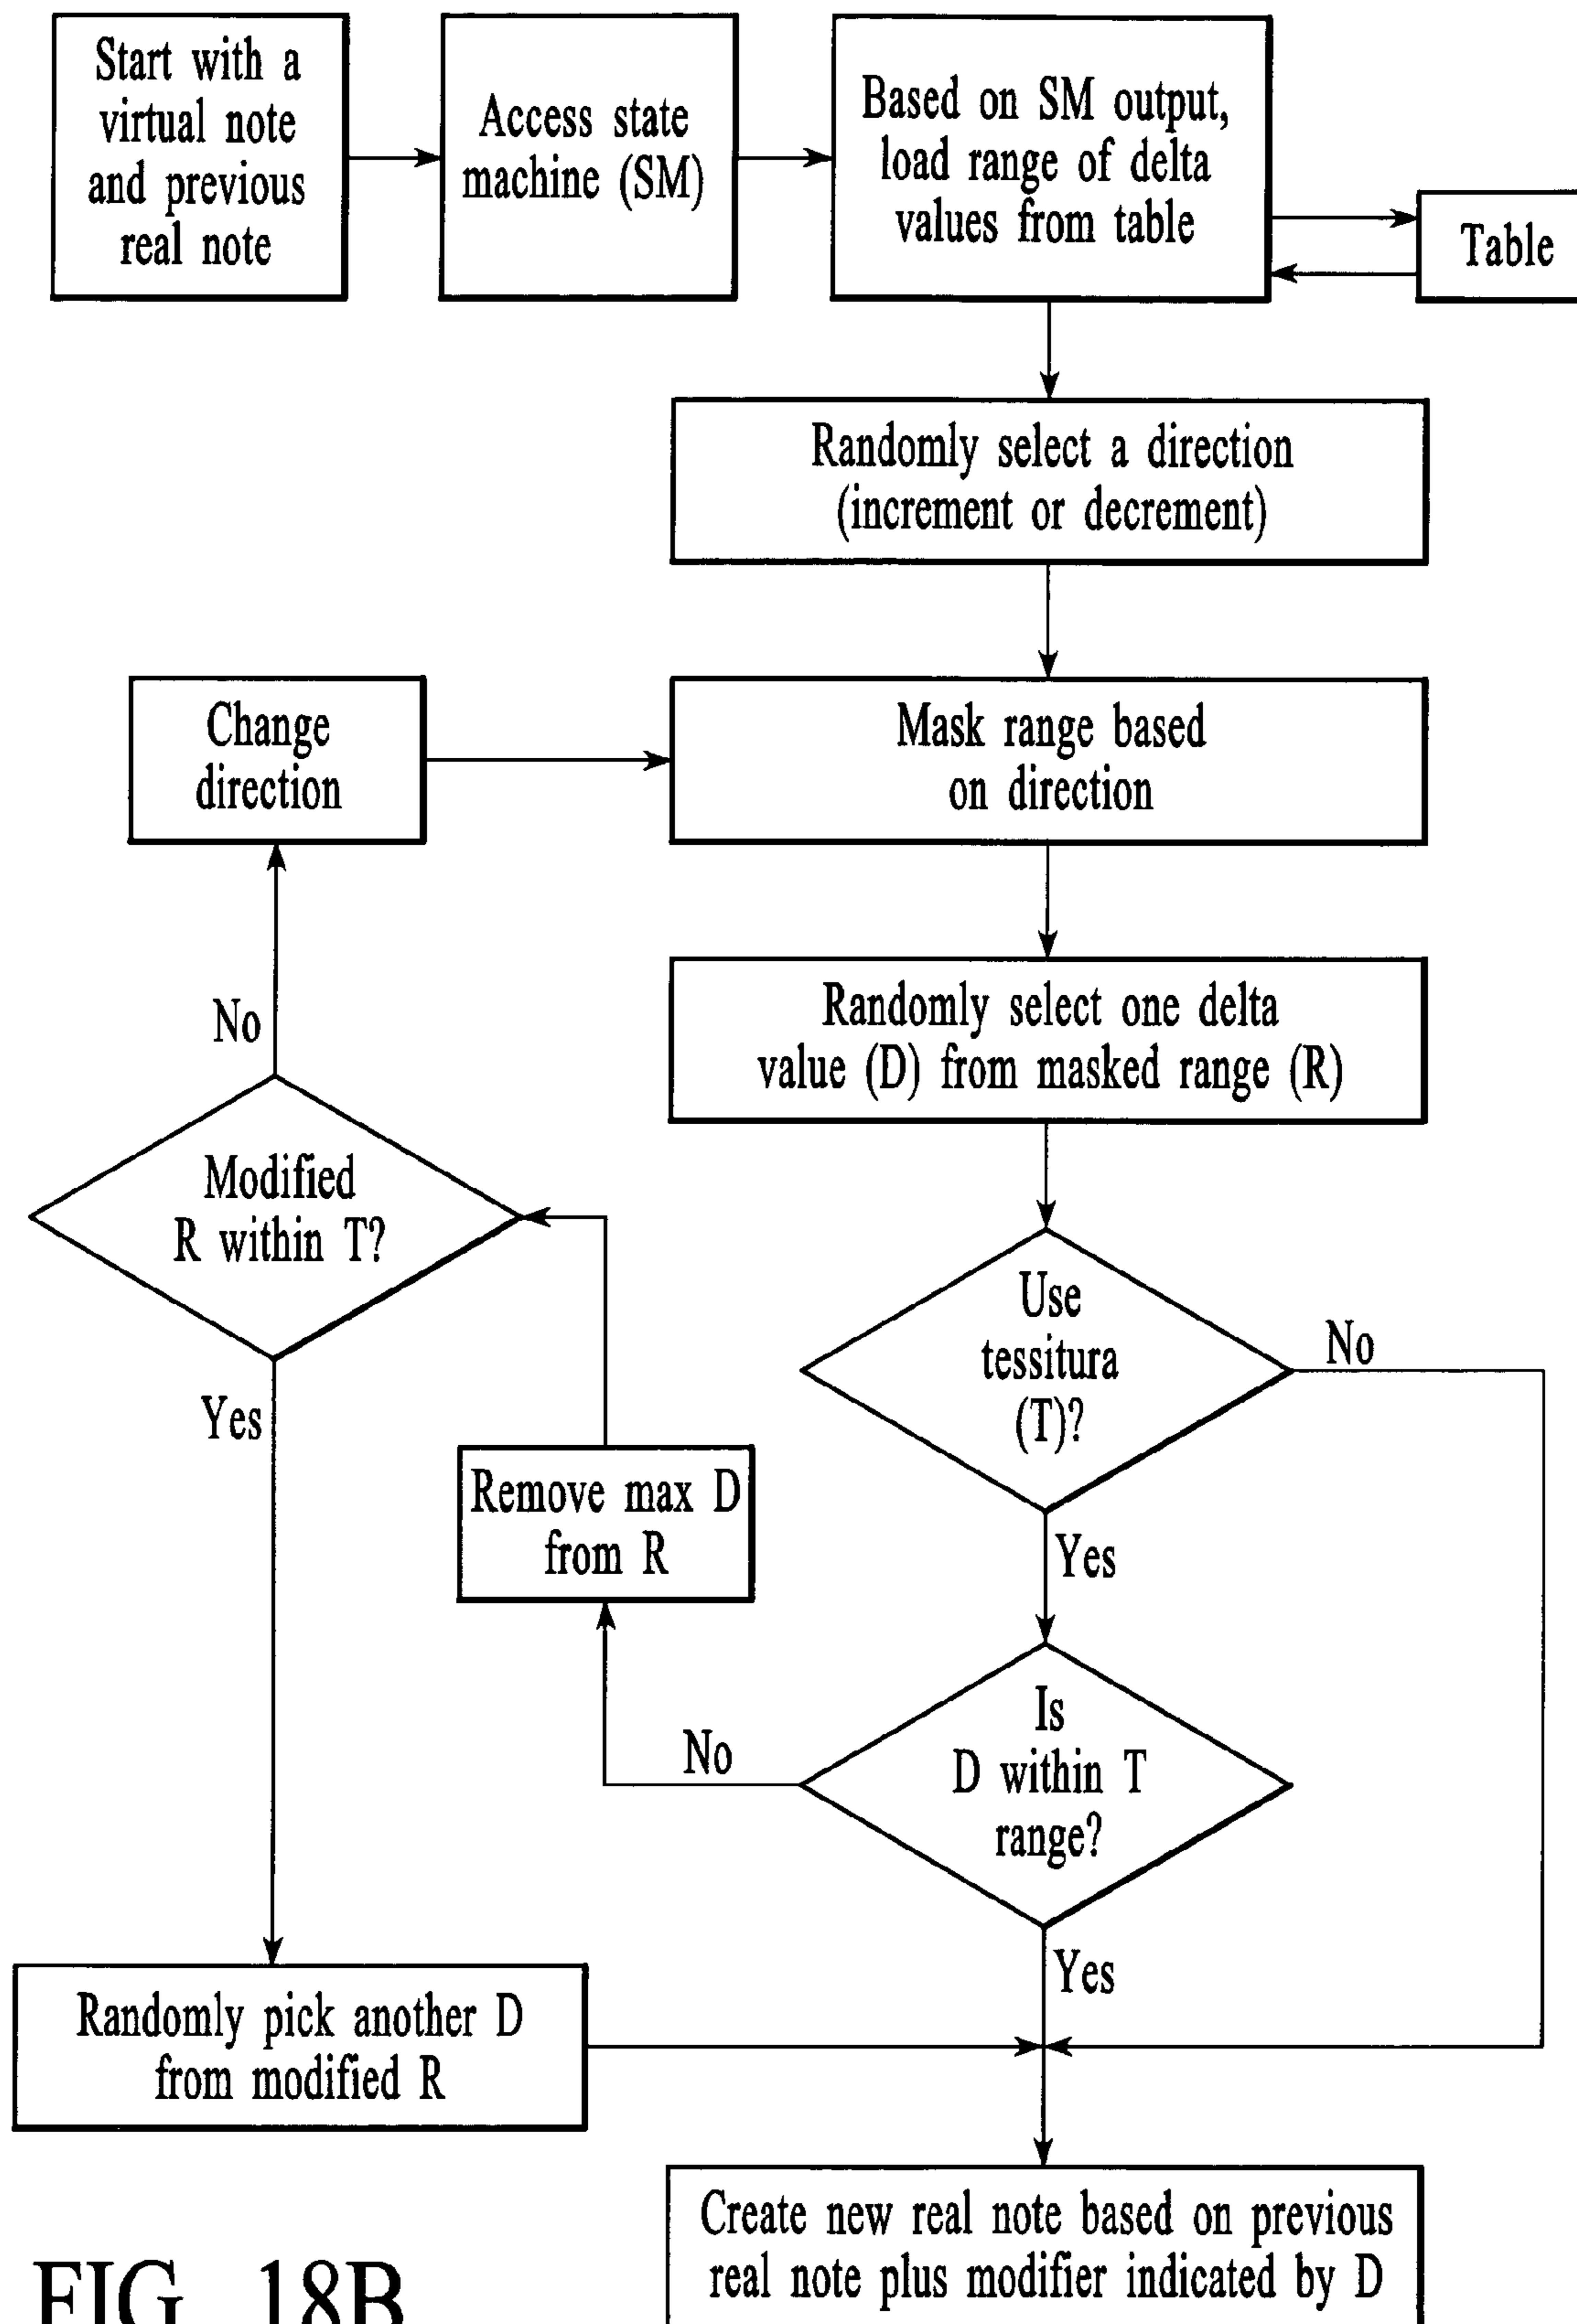 Start with a
virtual note
and previous
real note
Access state
machine (SM)
Based on SM output,
load range of delta
values from table
Table
Randomly select a direction
(increment or decrement)
Change
direction
Mask range based
on direction
Randomly select one delta
value (D) from masked range (R)
No
Modified
R within T?
Yes
Use
tessitura
(T)?
No
Yes
Remove max D
from R
Is
D within T
range?
No
Yes
Randomly pick another D
from modified R
Create new real note based on previous
real note plus modifier indicated by D
FIG. 18B